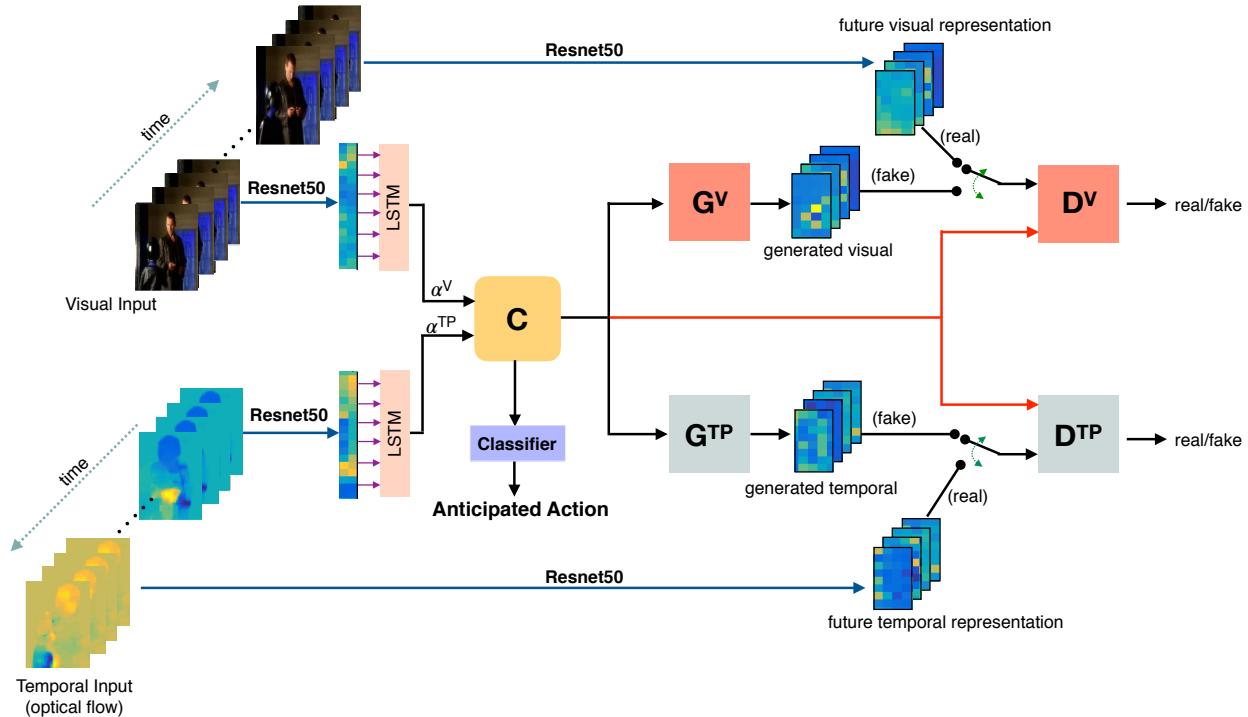 future visual representation
Resnet50
time
(real)
Resnet50
LSTM
G^V
(fake)
D^V
real/fake
generated visual
Visual Input
α^V
C
α^TP
Resnet50
LSTM
Classifier
G^TP
(fake)
D^TP
real/fake
time
generated temporal
(real)
Anticipated Action
Resnet50
future temporal representation
Temporal Input
(optical flow)